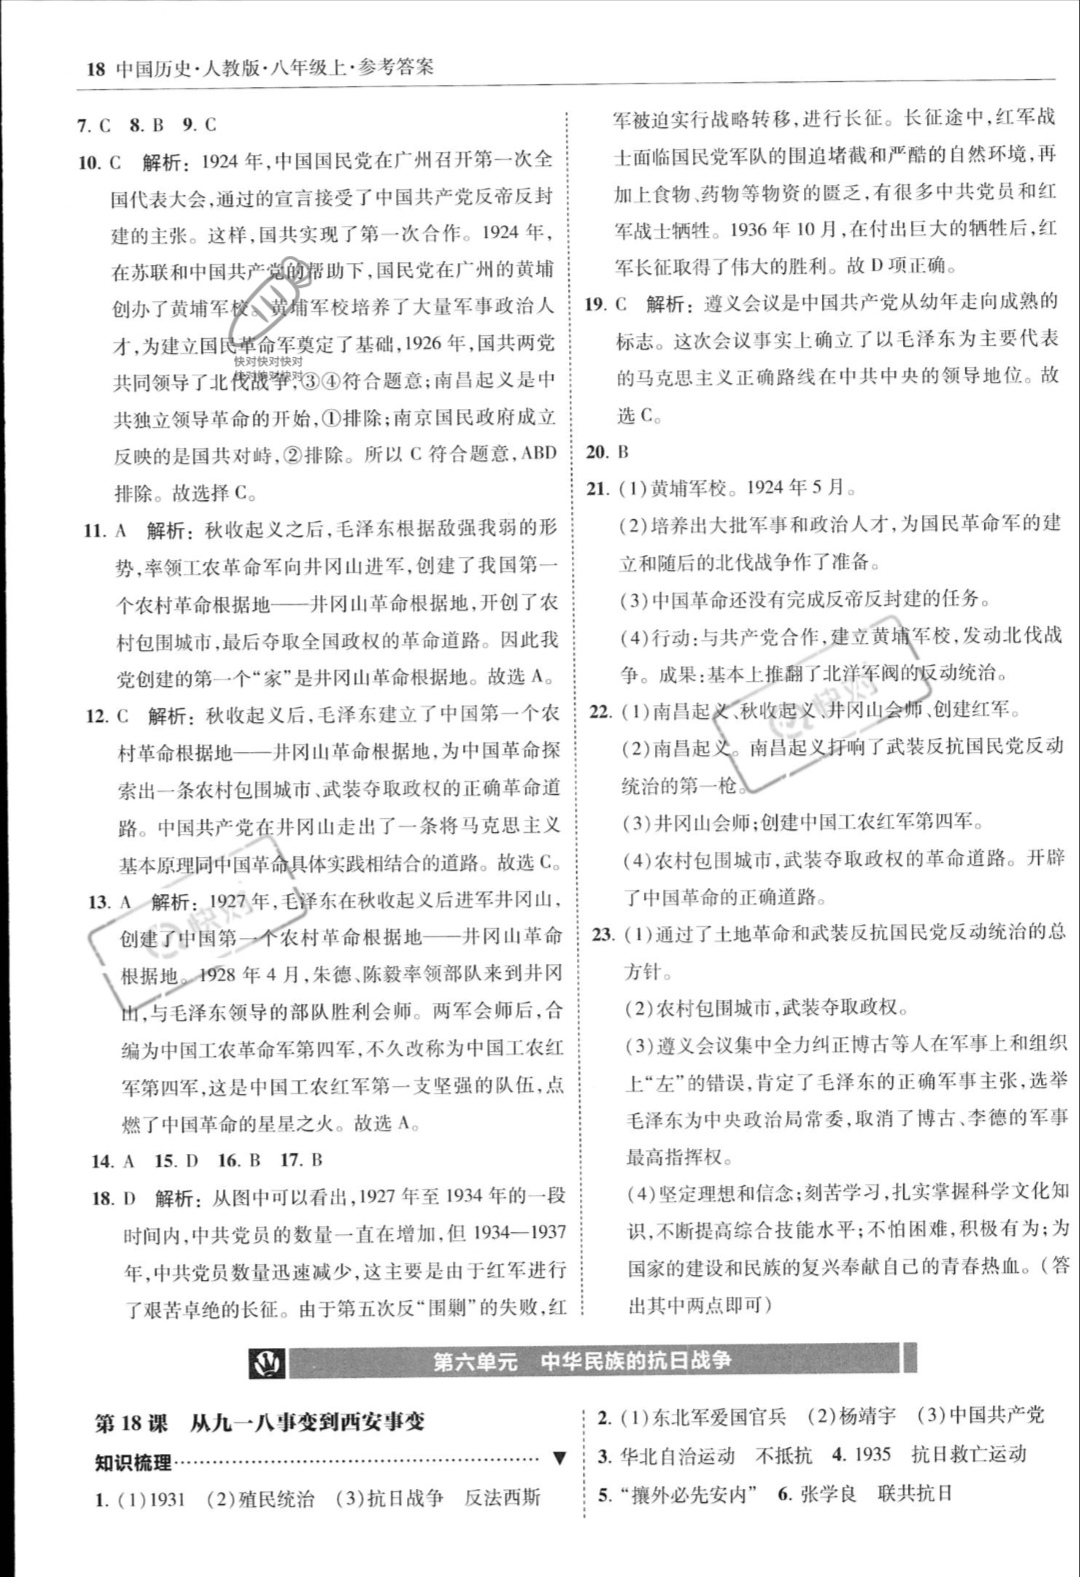 18 中国历史·人教版·八年级上·参考答案
7. C 8. B 9. C
10. C 解析：1924 年,中国国民党在广州召开第一次全
国代表大会,通过的宣言接受了中国共产党反帝反封
建的主张。这样,国共实现了第一次合作。1924 年,
在苏联和中国共产党的帮助下,国民党在广州的黄埔
创办了黄埔军校。黄埔军校培养了大量军事政治人
才,为建立国民革命军奠定了基础,1926 年,国共两党
共同领导了北伐战争,③④符合题意;南昌起义是中
共独立领导革命的开始,①排除;南京国民政府成立
反映的是国共对峙,②排除。所以 C 符合题意,ABD
排除。故选择 C。
11. A 解析：秋收起义之后,毛泽东根据敌强我弱的形
势,率领工农革命军向井冈山进军,创建了我国第一
个农村革命根据地——井冈山革命根据地,开创了农
村包围城市,最后夺取全国政权的革命道路。因此我
党创建的第一个“家”是井冈山革命根据地。故选 A。
12. C 解析：秋收起义后,毛泽东建立了中国第一个农
村革命根据地——井冈山革命根据地,为中国革命探
索出一条农村包围城市、武装夺取政权的正确革命道
路。中国共产党在井冈山走出了一条将马克思主义
基本原理同中国革命具体实践相结合的道路。故选 C。
13. A 解析：1927 年,毛泽东在秋收起义后进军井冈山,
创建了中国第一个农村革命根据地——井冈山革命
根据地。1928 年 4 月,朱德、陈毅率领部队来到井冈
山,与毛泽东领导的部队胜利会师。两军会师后,合
编为中国工农革命军第四军,不久改称为中国工农红
军第四军,这是中国工农红军第一支坚强的队伍,点
燃了中国革命的星星之火。故选 A。
14. A 15. D 16. B 17. B
18. D 解析：从图中可以看出,1927 年至 1934 年的一段
时间内,中共党员的数量一直在增加,但 1934—1937
年,中共党员数量迅速减少,这主要是由于红军进行
了艰苦卓绝的长征。由于第五次反“围剿”的失败,红
军被迫实行战略转移,进行长征。长征途中,红军战
士面临国民党军队的围追堵截和严酷的自然环境,再
加上食物、药物等物资的匮乏,有很多中共党员和红
军战士牺牲。1936 年 10 月,在付出巨大的牺牲后,红
军长征取得了伟大的胜利。故 D 项正确。
19. C 解析：遵义会议是中国共产党从幼年走向成熟的
标志。这次会议事实上确立了以毛泽东为主要代表
的马克思主义正确路线在中共中央的领导地位。故
选 C。
20. B
21. (1)黄埔军校。1924 年 5 月。
(2)培养出大批军事和政治人才,为国民革命军的建
立和随后的北伐战争作了准备。
(3)中国革命还没有完成反帝反封建的任务。
(4)行动:与共产党合作,建立黄埔军校,发动北伐战
争。成果:基本上推翻了北洋军阀的反动统治。
22. (1)南昌起义、秋收起义、井冈山会师、创建红军。
(2)南昌起义。南昌起义打响了武装反抗国民党反动
统治的第一枪。
(3)井冈山会师;创建中国工农红军第四军。
(4)农村包围城市,武装夺取政权的革命道路。开辟
了中国革命的正确道路。
23. (1)通过了土地革命和武装反抗国民党反动统治的总
方针。
(2)农村包围城市,武装夺取政权。
(3)遵义会议集中全力纠正博古等人在军事上和组织
上“左”的错误,肯定了毛泽东的正确军事主张,选举
毛泽东为中央政治局常委,取消了博古、李德的军事
最高指挥权。
(4)坚定理想和信念;刻苦学习,扎实掌握科学文化知
识,不断提高综合技能水平;不怕困难,积极有为;为
国家的建设和民族的复兴奉献自己的青春热血。(答
出其中两点即可)
快对快对快对
快对快对快对
快对
快对
第六单元 中华民族的抗日战争
第 18 课 从九一八事变到西安事变
知识梳理
1. (1)1931 (2)殖民统治 (3)抗日战争 反法西斯
2. (1)东北军爱国官兵 (2)杨靖宇 (3)中国共产党
3. 华北自治运动 不抵抗 4. 1935 抗日救亡运动
5. “攘外必先安内” 6. 张学良 联共抗日